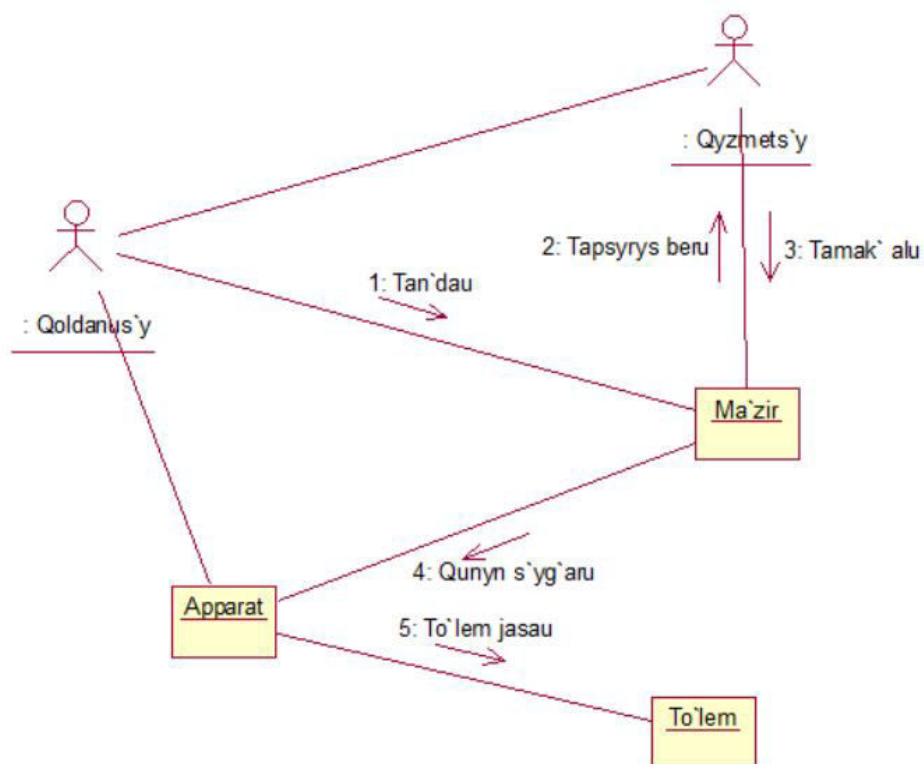 : Qyzmets`y
2: Tapsyrys beru
3: Tamak` alu
1: Tan`dau
: Qoldanus`y
Ma`zir
4: Qunyn s`yg`aru
Apparat
5: To`lem jasau
To`lem